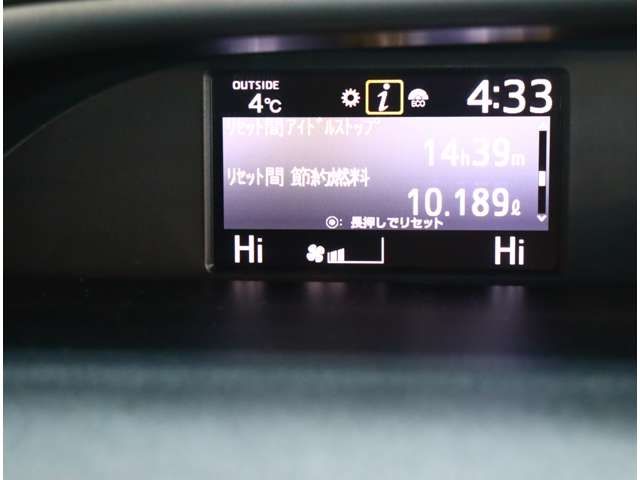 OUTSIDE
4℃
i
ECO
4:33
リセット間アイドルストップ
14h39m
リセット間 節約燃料
10.189ℓ
◉: 長押しでリセット
Hi
Hi